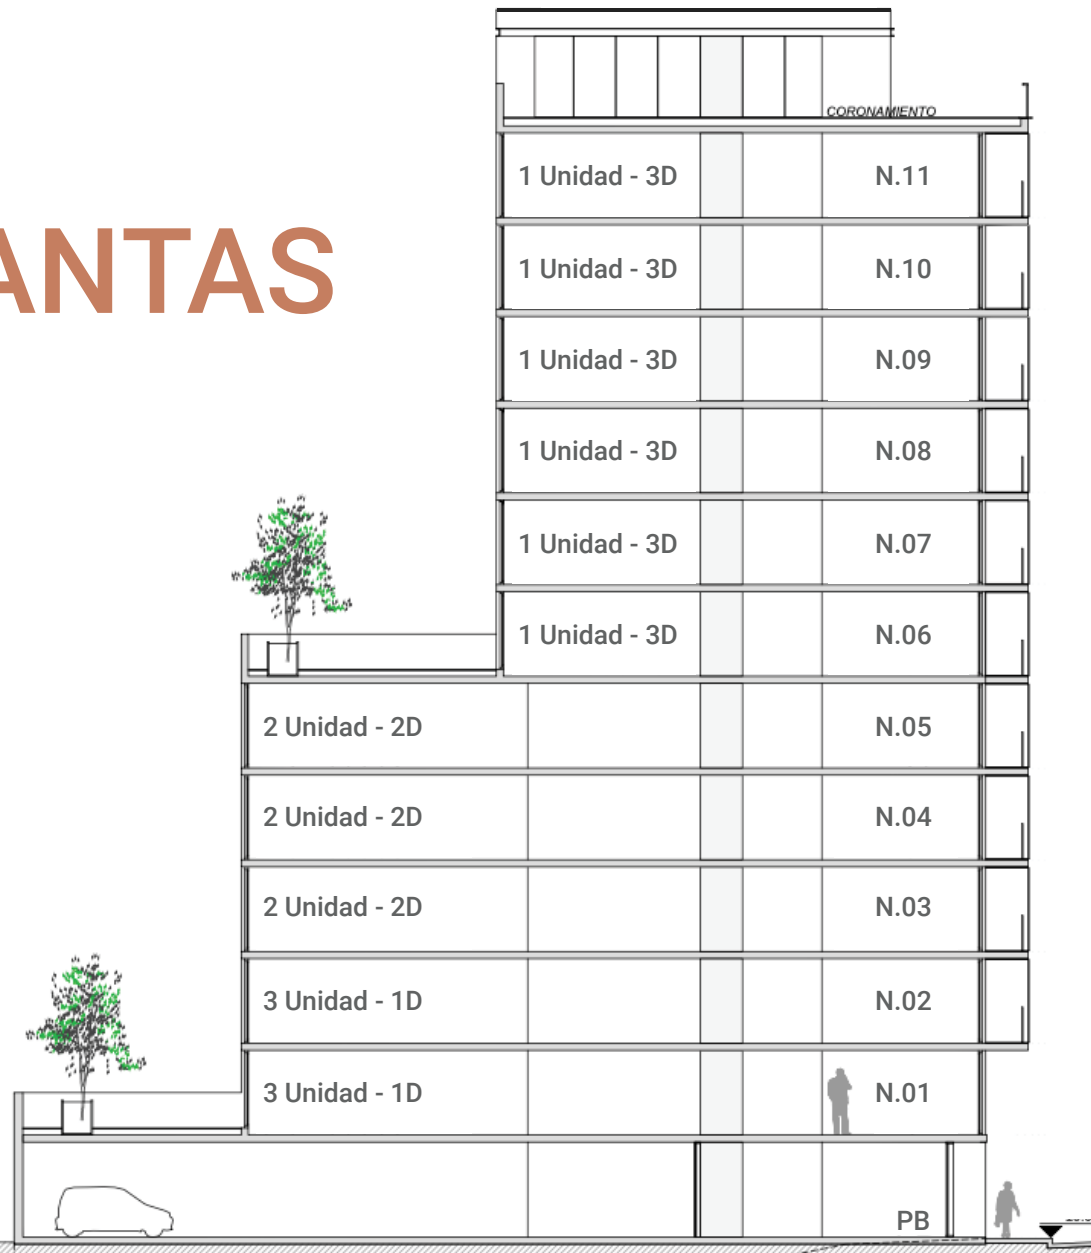 CORONAMIENTO
1 Unidad - 3D N.11
ANTAS
1 Unidad - 3D N.10
1 Unidad - 3D N.09
1 Unidad - 3D N.08
1 Unidad - 3D N.07
1 Unidad - 3D N.06
2 Unidad - 2D N.05
2 Unidad - 2D N.04
2 Unidad - 2D N.03
3 Unidad - 1D N.02
3 Unidad - 1D N.01
PB